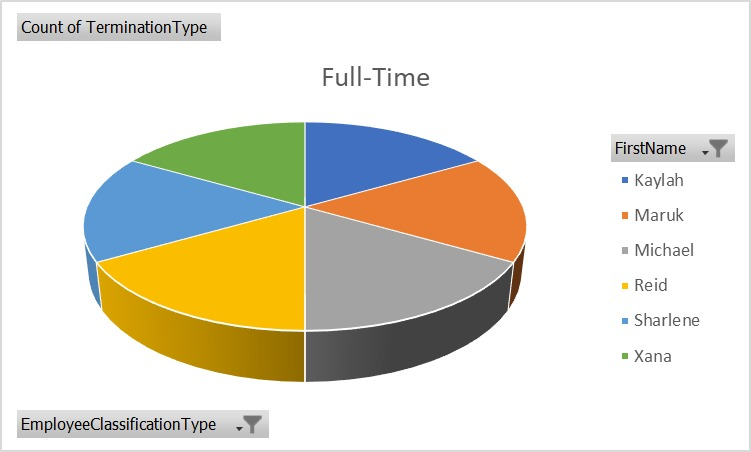 Count of TerminationType
Full-Time
FirstName
Kaylah
Maruk
Michael
Reid
Sharlene
Xana
EmployeeClassificationType